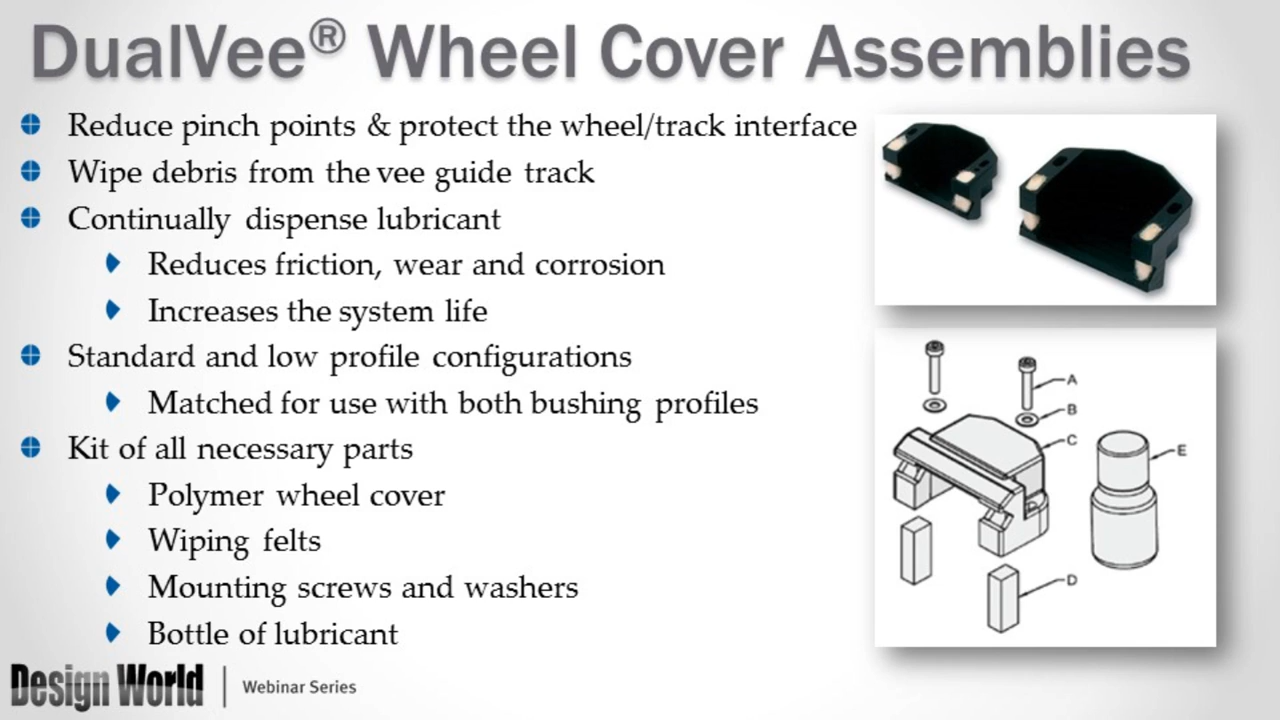 DualVee® Wheel Cover Assemblies
Reduce pinch points & protect the wheel/track interface
Wipe debris from the vee guide track
Continually dispense lubricant
Reduces friction, wear and corrosion
Increases the system life
Standard and low profile configurations
Matched for use with both bushing profiles
Kit of all necessary parts
Polymer wheel cover
Wiping felts
Mounting screws and washers
Bottle of lubricant
A
B
C
E
D
Design World
Webinar Series